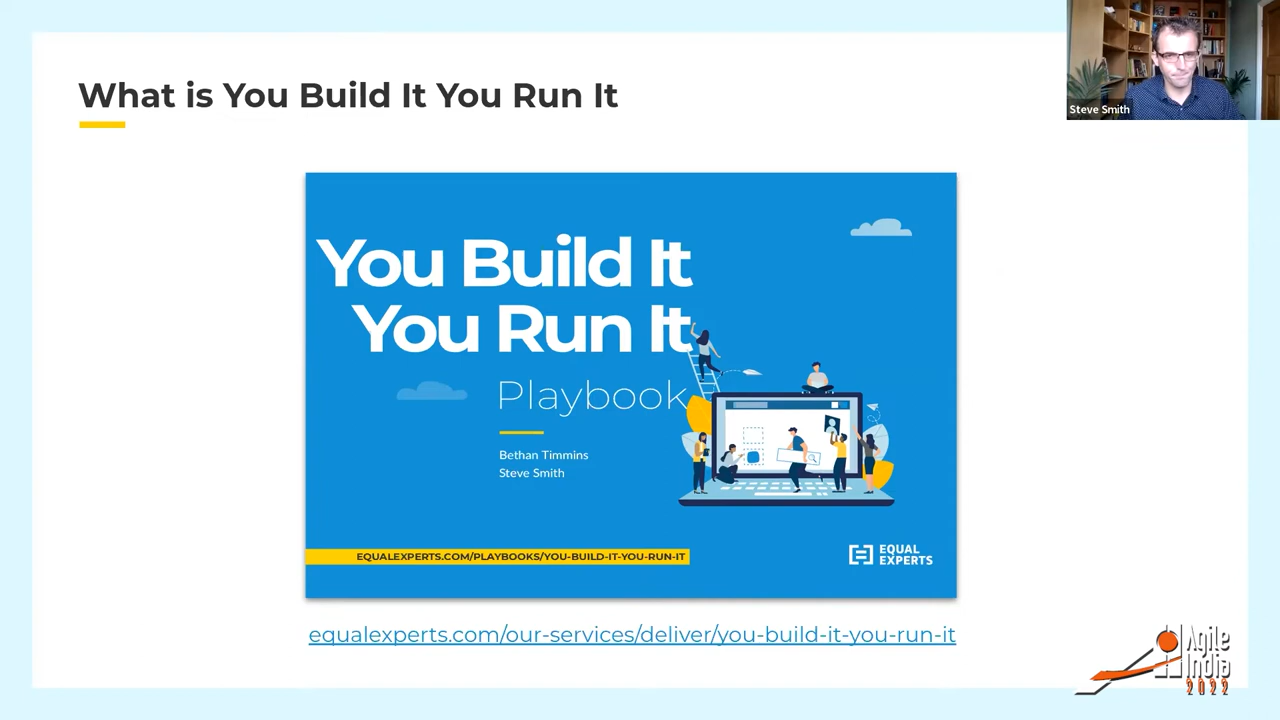 What is You Build It You Run It
Steve Smith
You Build It
You Run It
Playbook
Bethan Timmins
Steve Smith
EQUALEXPERTS.COM/PLAYBOOKS/YOU-BUILD-IT-YOU-RUN-IT
EQUAL
EXPERTS
equalexperts.com/our-services/deliver/you-build-it-you-run-it
Agile
India
2022